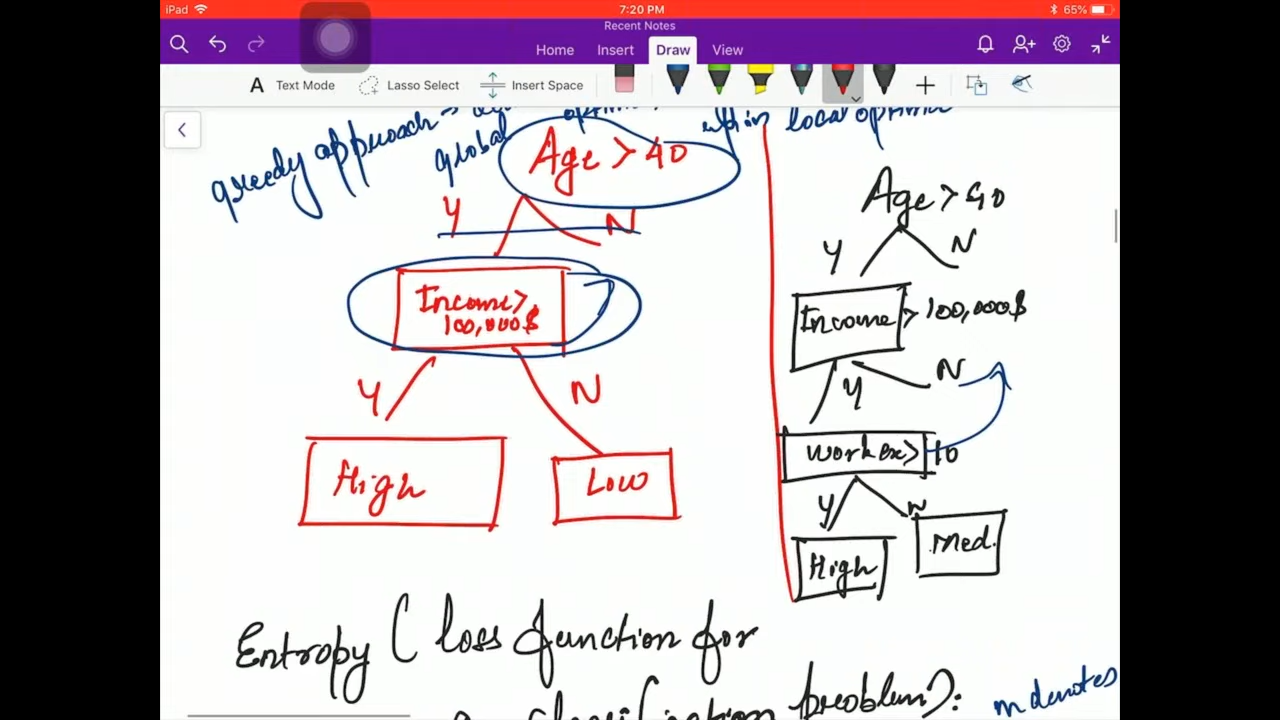 iPad
7:20 PM
65%
Recent Notes
Home Insert Draw View
A Text Mode Lasso Select Insert Space
greedy approach → global within local optima
Age > 40
Y N
Income >
100,000$
Y N
High Low
Age > 40
Y N
Income > 100,000$
Y N
workex > 10
Y N
High Med.
Entropy ( loss function for
a classification problem):
m denotes